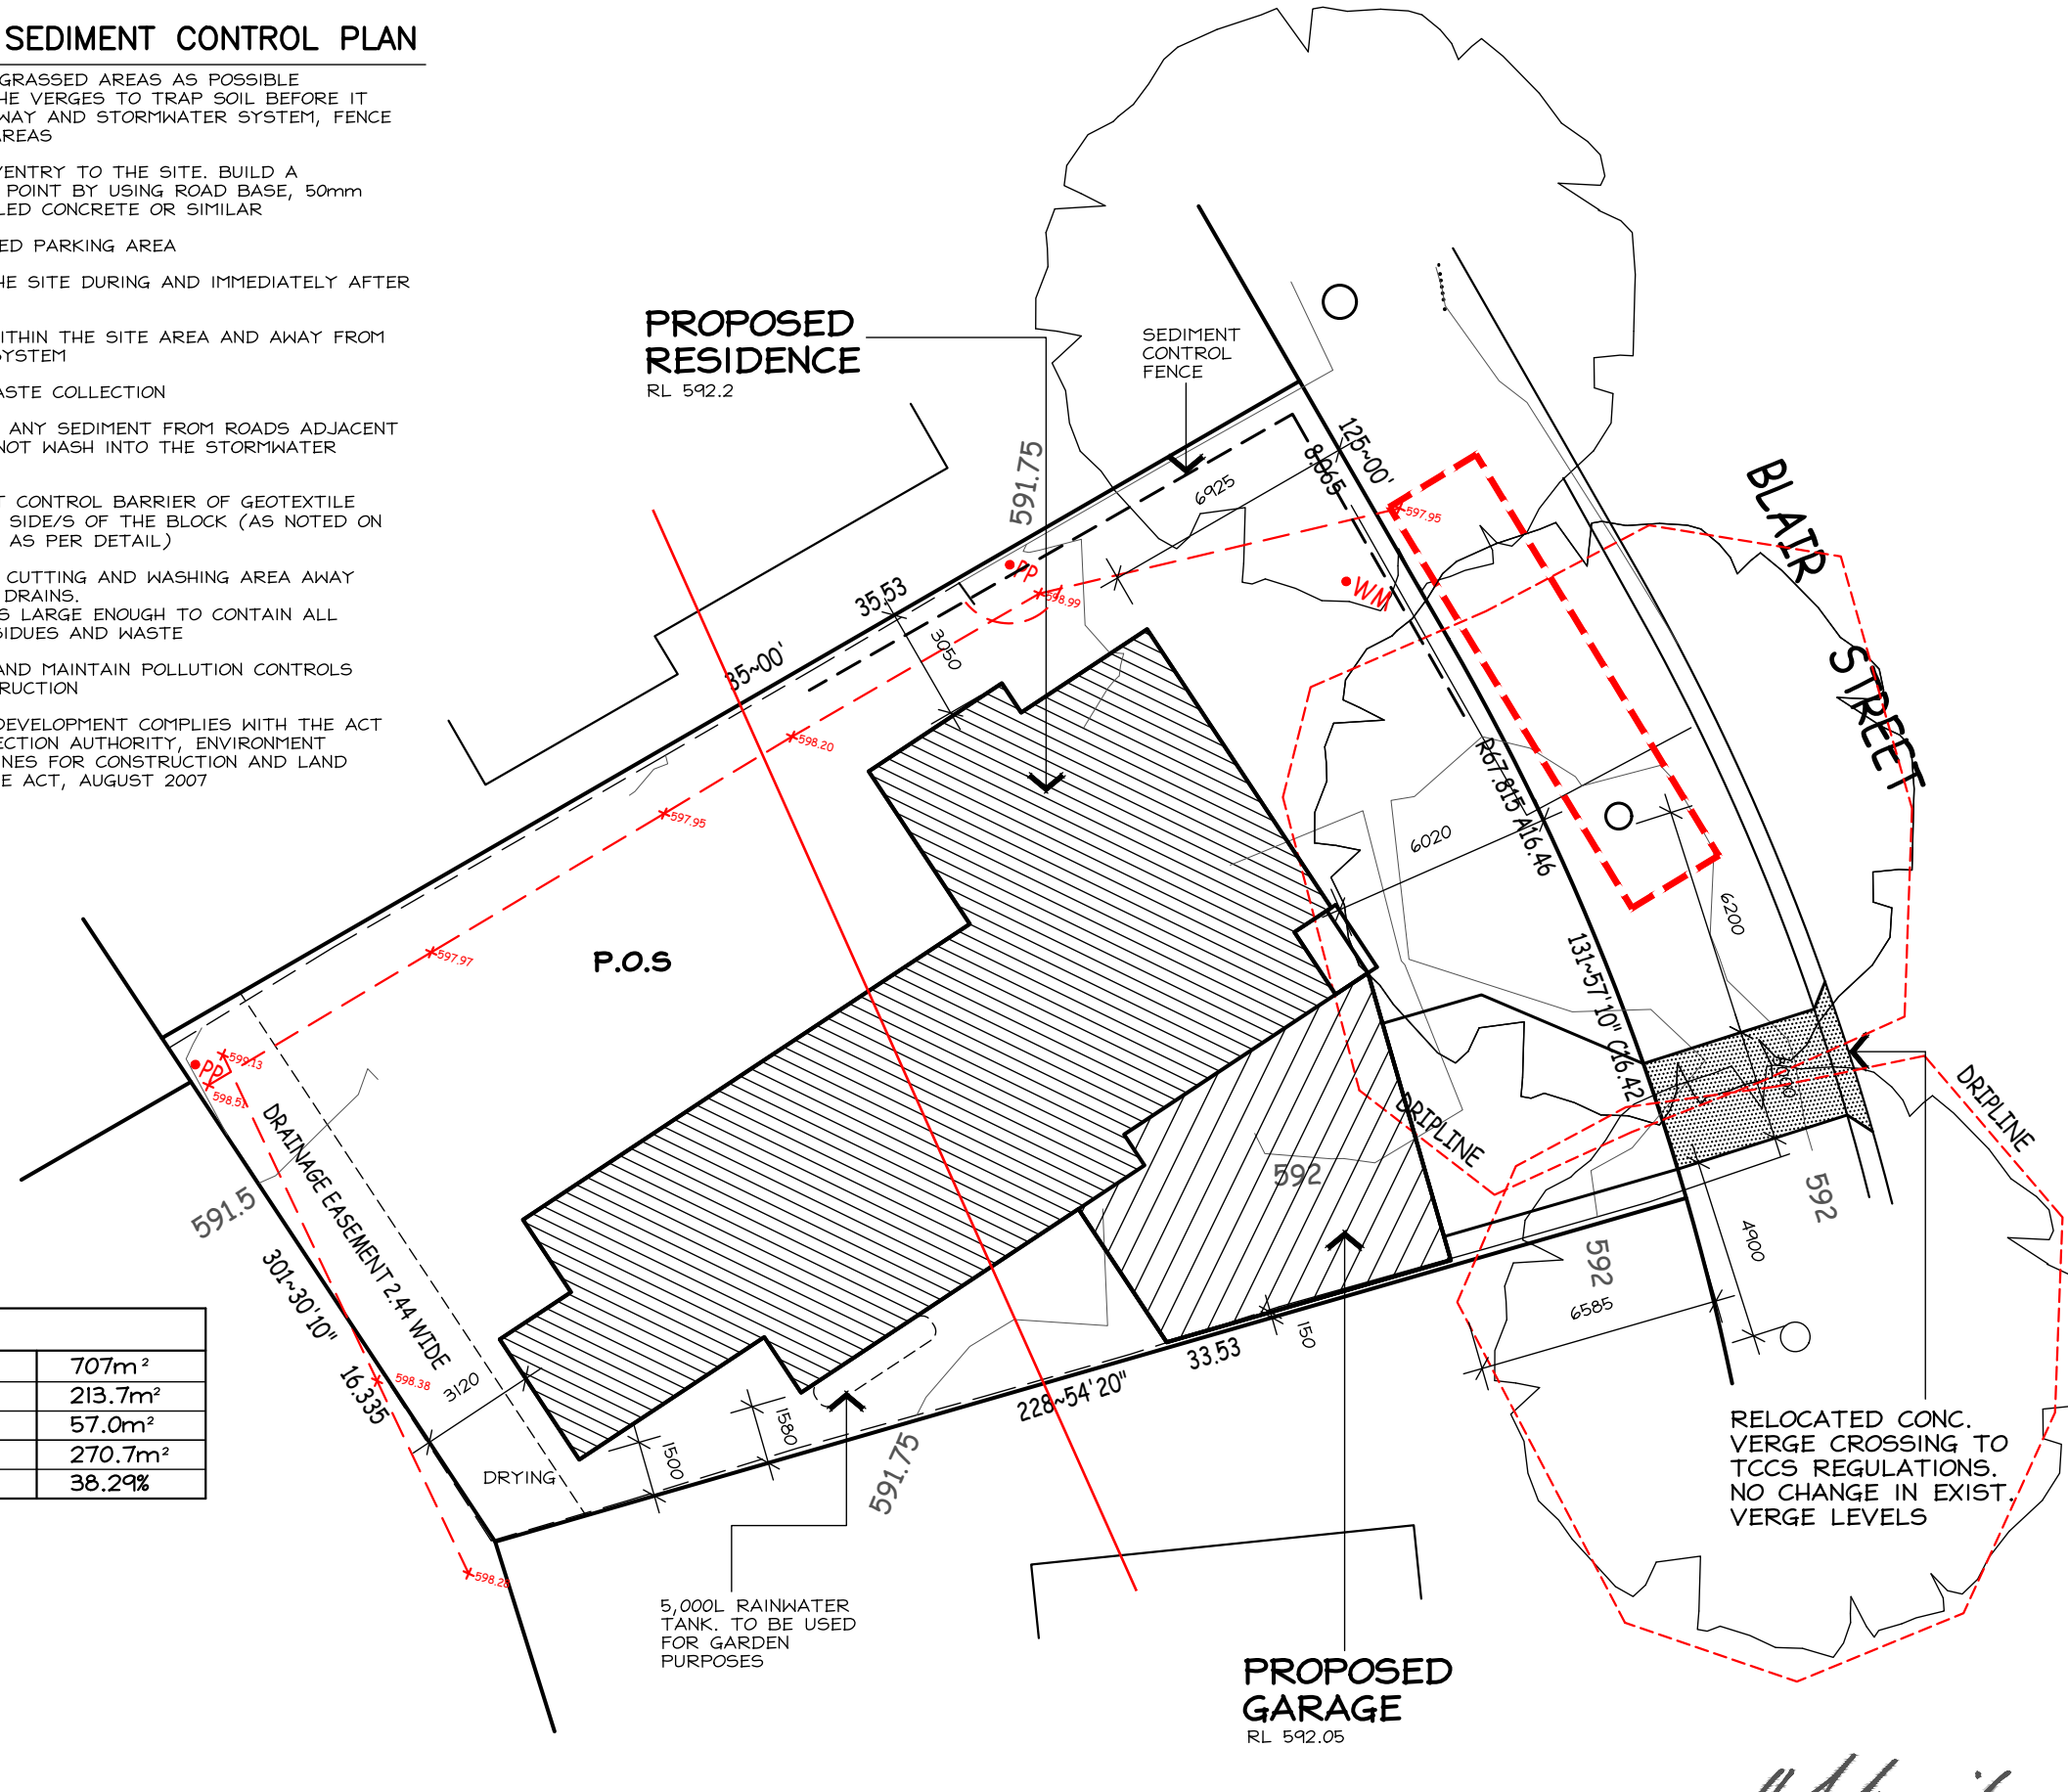 SEDIMENT CONTROL PLAN
GRASSED AREAS AS POSSIBLE
HE VERGES TO TRAP SOIL BEFORE IT
WAY AND STORMWATER SYSTEM, FENCE
AREAS
/ENTRY TO THE SITE. BUILD A
POINT BY USING ROAD BASE, 50mm
LED CONCRETE OR SIMILAR
ED PARKING AREA
HE SITE DURING AND IMMEDIATELY AFTER
ITHIN THE SITE AREA AND AWAY FROM
SYSTEM
ASTE COLLECTION
ANY SEDIMENT FROM ROADS ADJACENT
NOT WASH INTO THE STORMWATER
T CONTROL BARRIER OF GEOTEXTILE
SIDE/S OF THE BLOCK (AS NOTED ON
AS PER DETAIL)
CUTTING AND WASHING AREA AWAY
DRAINS.
S LARGE ENOUGH TO CONTAIN ALL
SIDUES AND WASTE
AND MAINTAIN POLLUTION CONTROLS
RUCTION
DEVELOPMENT COMPLIES WITH THE ACT
ECTION AUTHORITY, ENVIRONMENT
INES FOR CONSTRUCTION AND LAND
E ACT, AUGUST 2007
PROPOSED
RESIDENCE
RL 592.2
SEDIMENT
CONTROL
FENCE
591.75
6925
125~00'
8.065
597.95
BLAIR
STREET
PP
598.99
WM
35.53
35~00'
3050
598.20
597.95
597.97
P.O.S
R67.815 A16.46
6020
6200
131~57'10" C16.42
5000
DRIPLINE
DRIPLINE
592
592
592
4900
6585
PP
599.13
598.51
DRAINAGE EASEMENT 2.44 WIDE
591.5
301~30'10"
16.335
598.38
3120
598.28
DRYING
1500
1580
591.75
228~54'20"
33.53
150
707m²
213.7m²
57.0m²
270.7m²
38.29%
5,000L RAINWATER
TANK. TO BE USED
FOR GARDEN
PURPOSES
PROPOSED
GARAGE
RL 592.05
RELOCATED CONC.
VERGE CROSSING TO
TCCS REGULATIONS.
NO CHANGE IN EXIST.
VERGE LEVELS